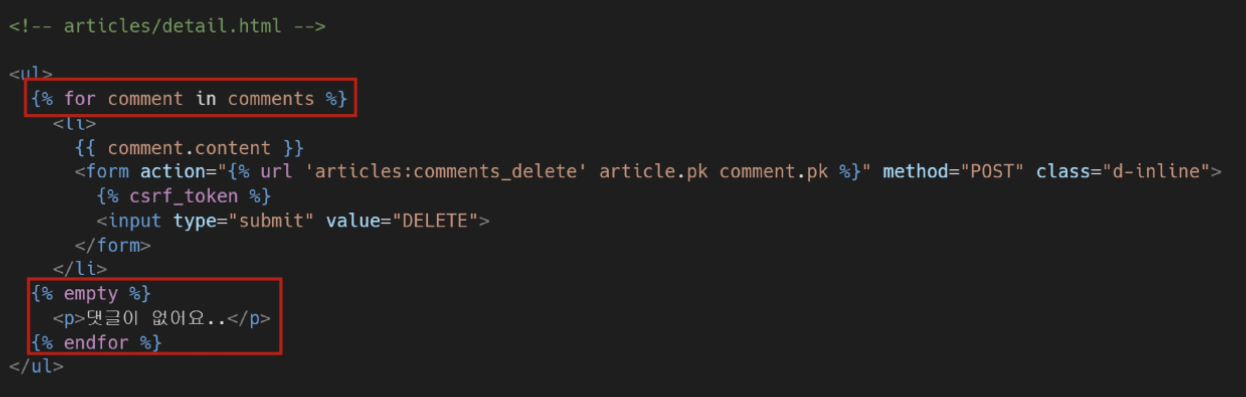 <!-- articles/detail.html -->
<ul>
{% for comment in comments %}
<li>
{{ comment.content }}
<form action="{% url 'articles:comments_delete' article.pk comment.pk %}" method="POST" class="d-inline">
{% csrf_token %}
<input type="submit" value="DELETE">
</form>
</li>
{% empty %}
<p>댓글이 없어요..</p>
{% endfor %}
</ul>